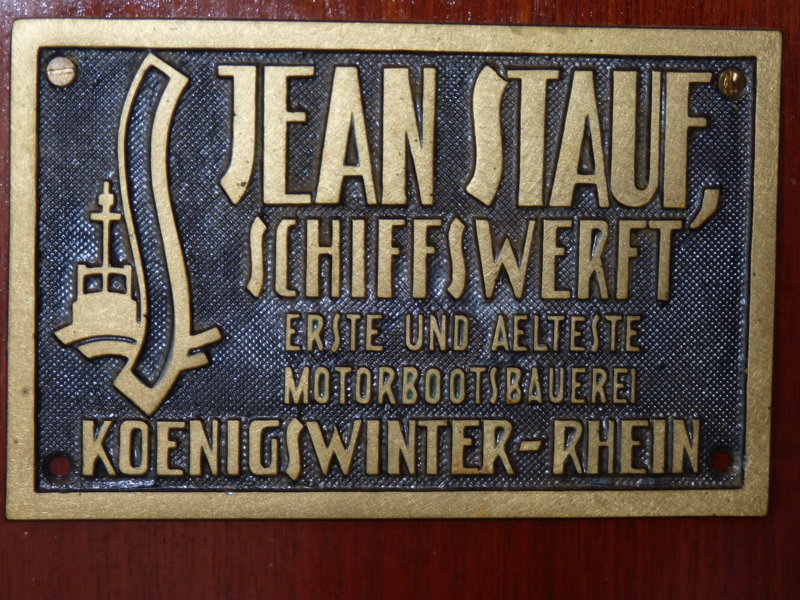 JEAN STAUF,
SCHIFFSWERFT
ERSTE UND AELTESTE
MOTORBOOTSBAUEREI
KOENIGSWINTER-RHEIN